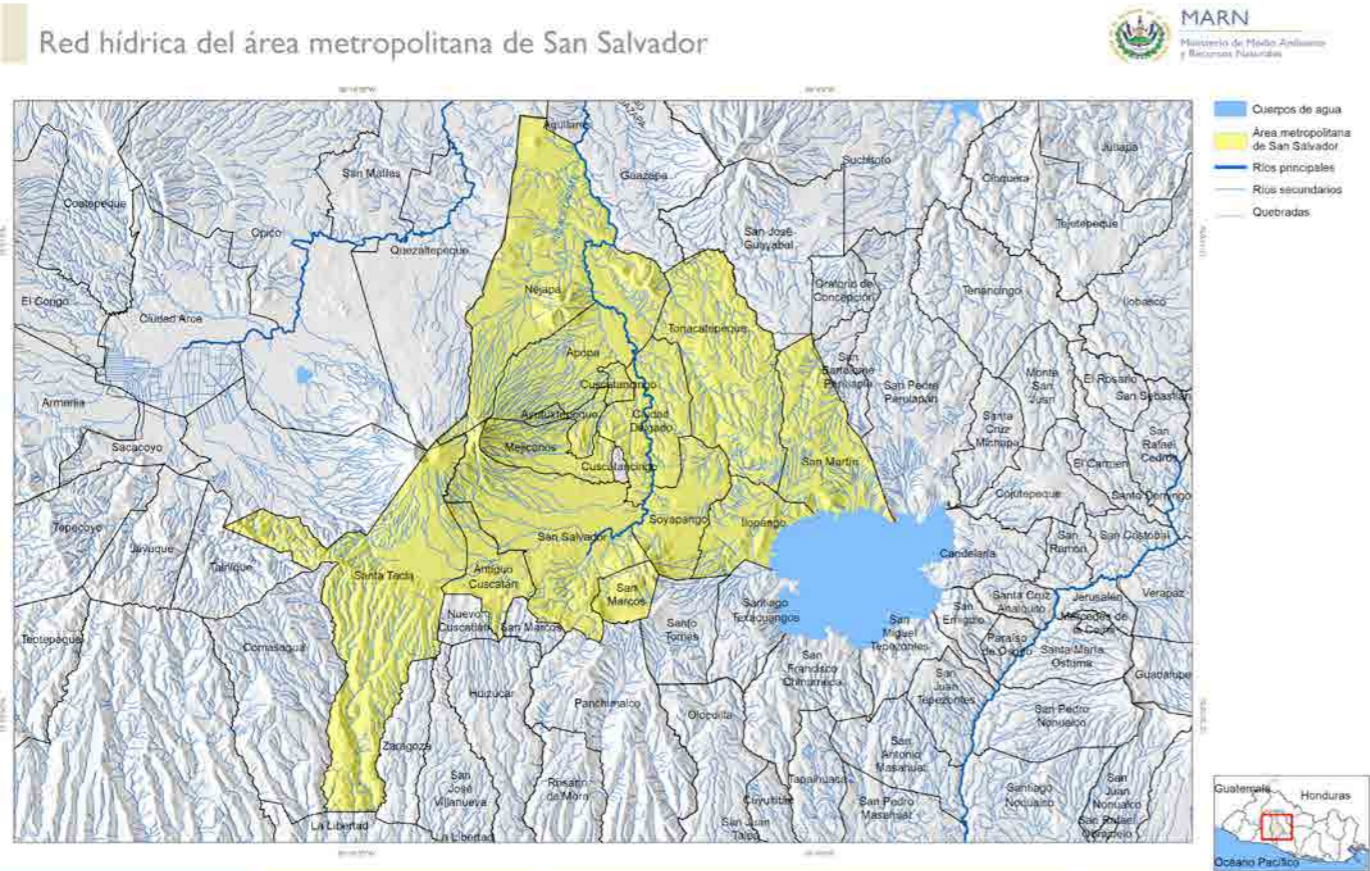 Red hídrica del área metropolitana de San Salvador
MARN
Ministerio de Medio Ambiente
y Recursos Naturales
Cuerpos de agua
Área metropolitana
de San Salvador
Ríos principales
Ríos secundarios
Quebradas
Aguilares
San Matías
Guazapa
Suchitoto
Cinquera
Jutiapa
Coatepeque
Opico
Quezaltepeque
San José
Guayabal
Tejutepeque
El Congo
Ciudad Arce
Nejapa
Oratorio de
Concepción
Tenancingo
Ilobasco
Tonacatepeque
Apopa
San
Bartolomé
Perulapía
San Pedro
Perulapán
Monte
San
Juan
El Rosario
San Sebastián
Cuscatancingo
Armenia
Ayutuxtepeque
Ciudad
Delgado
Santa
Cruz
Michapa
San
Rafael
Cedros
Sacacoyo
Mejicanos
Cuscatancingo
San Martín
El Carmen
Cojutepeque
Santo Domingo
Tepecoyo
Jayaque
Soyapango
Ilopango
San Salvador
Candelaria
San
Ramón
San Cristóbal
Talnique
Santa Tecla
Antiguo
Cuscatlán
San
Marcos
Santiago
Texacuangos
Santa Cruz
Analquito
Jerusalén
Verapaz
Teotepeque
Nuevo
Cuscatlán
San Marcos
Santo
Tomás
San
Miguel
Tepezontes
San
Emigdio
Mercedes de
la Ceiba
Paraíso
de Osorio
Santa María
Ostuma
Comasagua
San
Francisco
Chinameca
San
Juan
Tepezontes
Guadalupe
Huizúcar
Panchimalco
Olocuilta
San Pedro
Nonualco
Zaragoza
San
Antonio
Masahuat
San
José
Villanueva
Rosario
de Mora
Tapalhuaca
Cuyultitán
San Pedro
Masahuat
Santiago
Nonualco
San
Juan
Nonualco
San Rafael
Obrajuelo
La Libertad
La Libertad
San Juan
Talpa
Guatemala
Honduras
Océano Pacífico